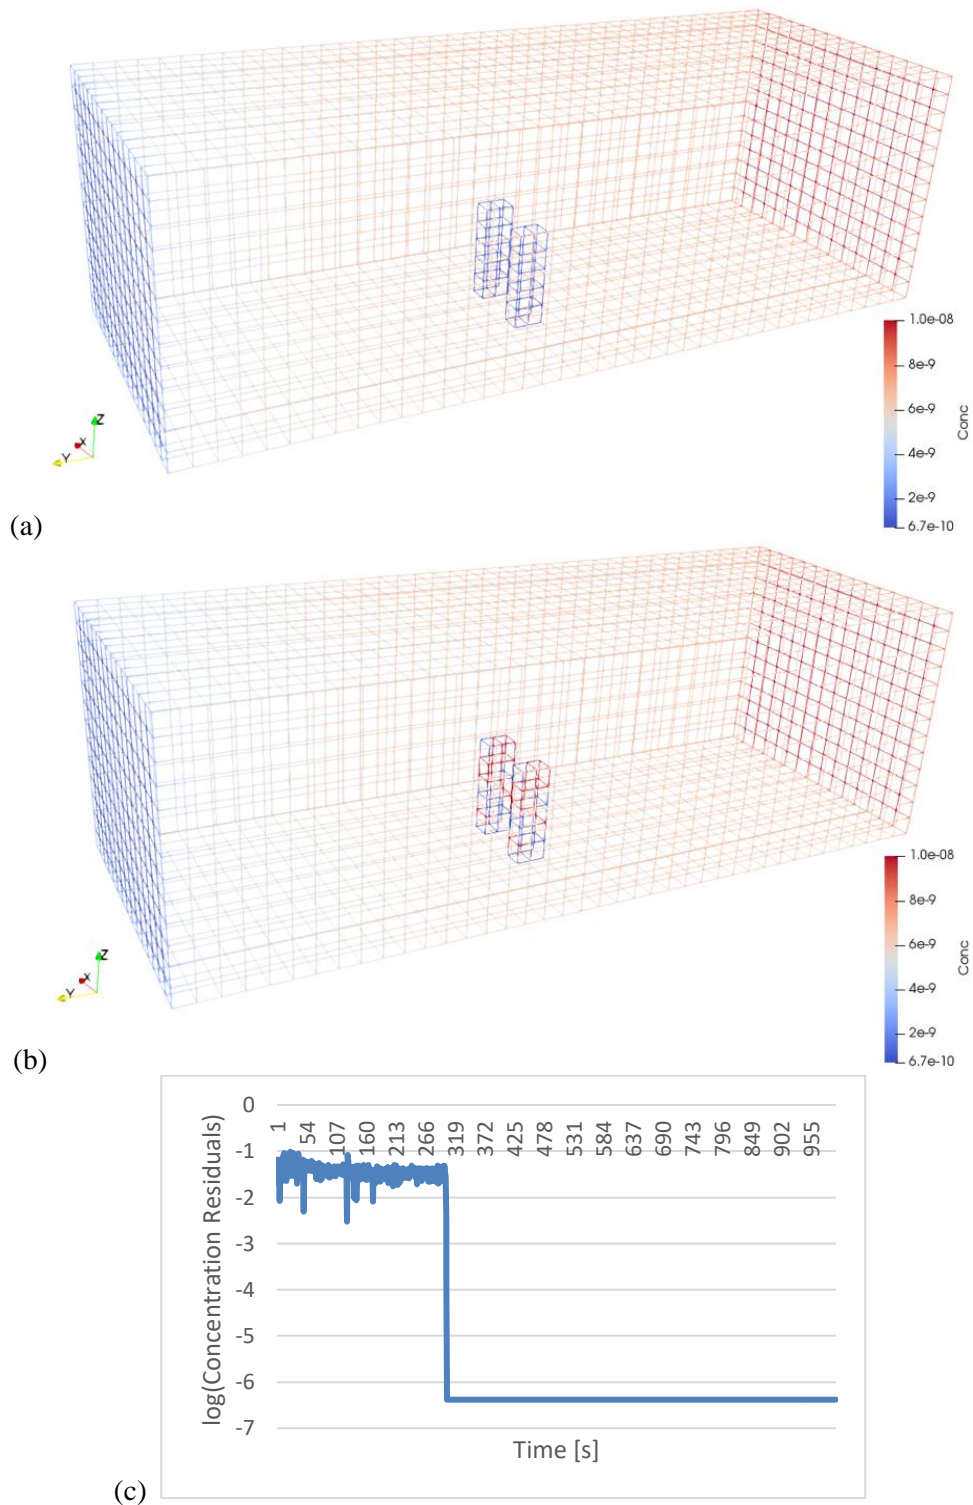 1.0e-08
8e-9
6e-9
4e-9
2e-9
6.7e-10
Conc
Z
X
Y
(a)
1.0e-08
8e-9
6e-9
4e-9
2e-9
6.7e-10
Conc
Z
X
Y
(b)
log(Concentration Residuals)
0
-1
-2
-3
-4
-5
-6
-7
1 54 107 160 213 266 319 372 425 478 531 584 637 690 743 796 849 902 955
Time [s]
(c)